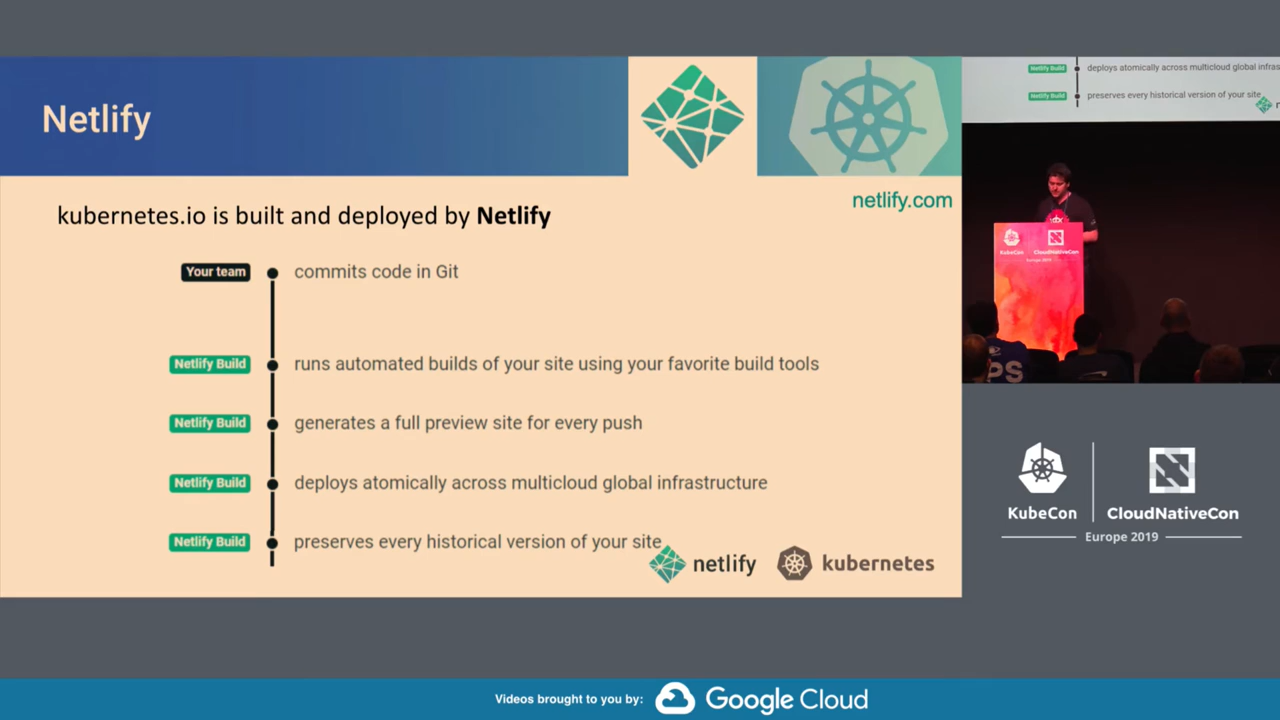 Netlify
netlify.com
kubernetes.io is built and deployed by Netlify
Your team commits code in Git
Netlify Build runs automated builds of your site using your favorite build tools
Netlify Build generates a full preview site for every push
Netlify Build deploys atomically across multicloud global infrastructure
Netlify Build preserves every historical version of your site
netlify kubernetes
Netlify Build deploys atomically across multicloud global infras
Netlify Build preserves every historical version of your site
n
KubeCon CloudNativeCon
Europe 2019
PS
KubeCon CloudNativeCon
Europe 2019
Videos brought to you by: Google Cloud